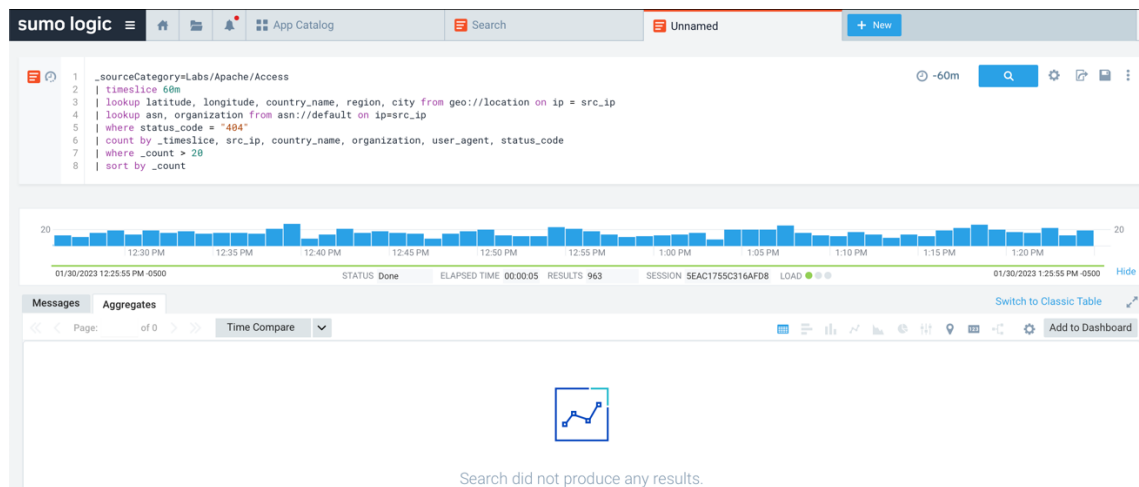 sumo logic
App Catalog
Search
Unnamed
+ New
1 _sourceCategory=Labs/Apache/Access
2 | timeslice 60m
3 | lookup latitude, longitude, country_name, region, city from geo://location on ip = src_ip
4 | lookup asn, organization from asn://default on ip=src_ip
5 | where status_code = "404"
6 | count by _timeslice, src_ip, country_name, organization, user_agent, status_code
7 | where _count > 20
8 | sort by _count
-60m
20
20
12:30 PM 12:35 PM 12:40 PM 12:45 PM 12:50 PM 12:55 PM 1:00 PM 1:05 PM 1:10 PM 1:15 PM 1:20 PM
01/30/2023 12:25:55 PM -0500 STATUS Done ELAPSED TIME 00:00:05 RESULTS 963 SESSION 5EAC1755C316AFD8 LOAD 01/30/2023 1:25:55 PM -0500 Hide
Messages Aggregates Switch to Classic Table
Page: of 0 Time Compare Add to Dashboard
Search did not produce any results.